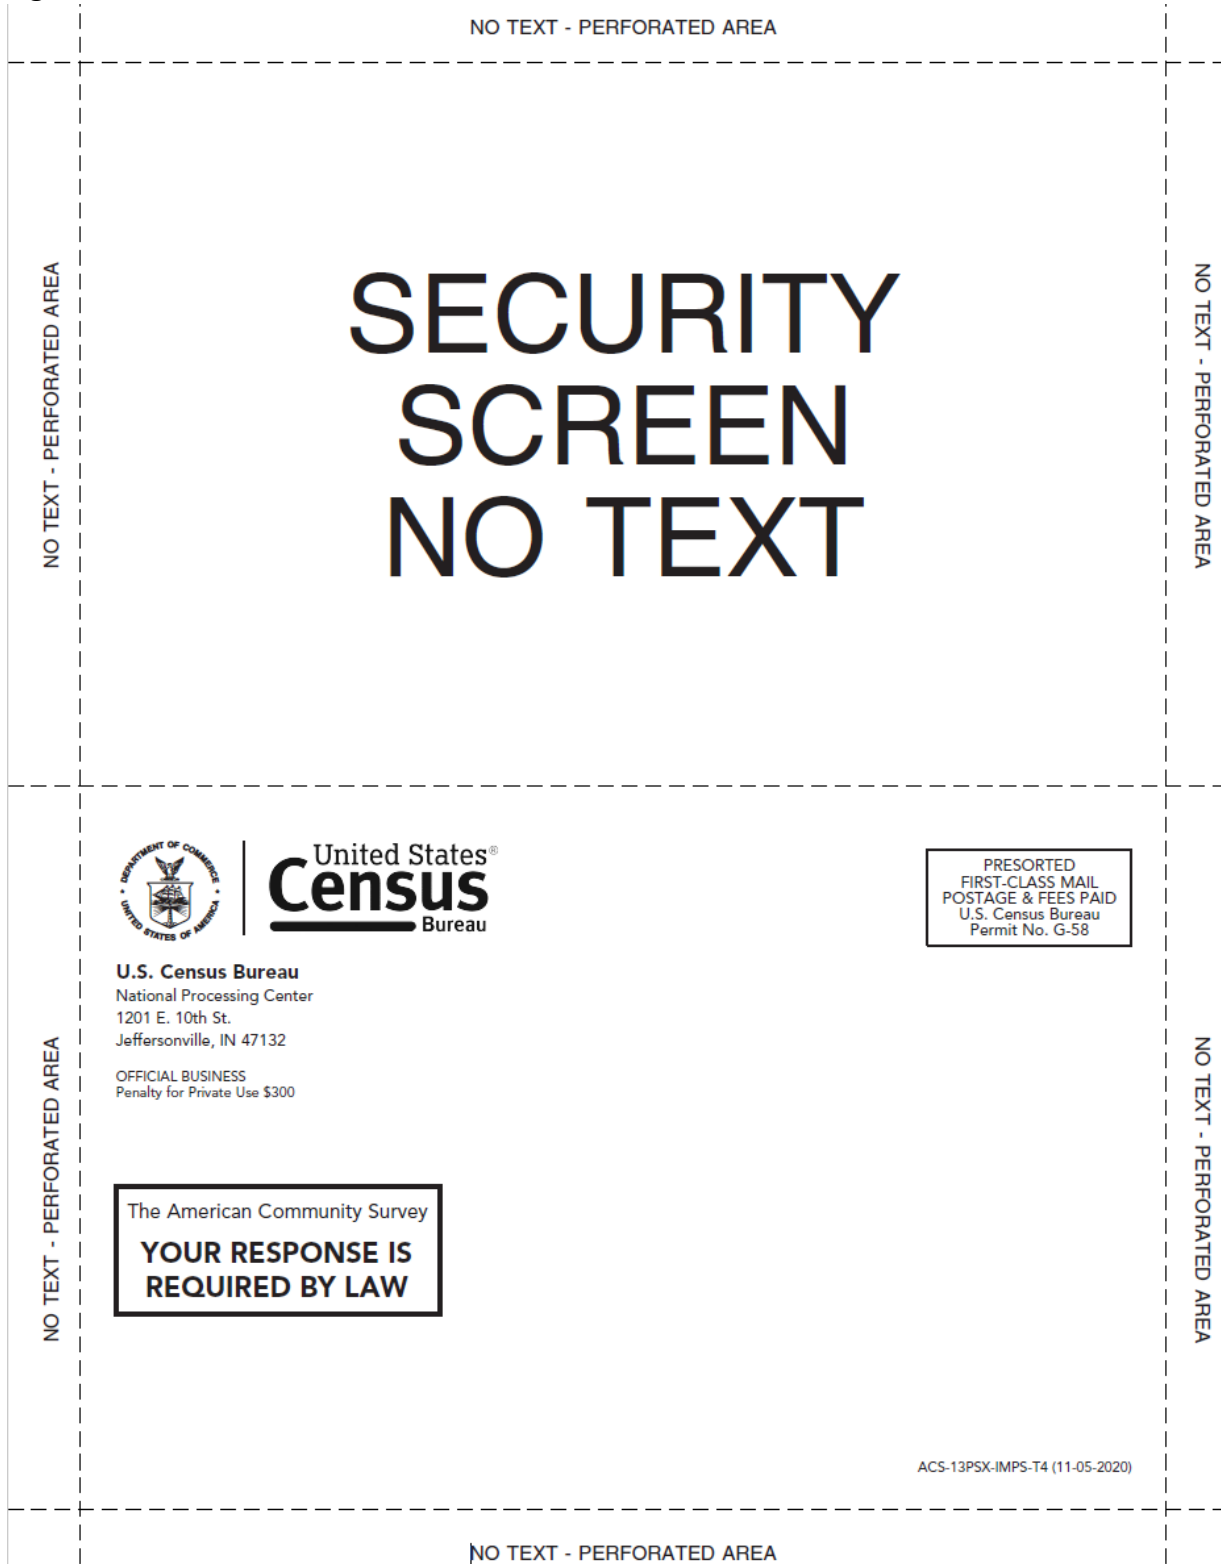 NO TEXT - PERFORATED AREA
NO TEXT - PERFORATED AREA
SECURITY
SCREEN
NO TEXT
NO TEXT - PERFORATED AREA
DEPARTMENT OF COMMERCE
UNITED STATES OF AMERICA
United States®
Census
Bureau
PRESORTED
FIRST-CLASS MAIL
POSTAGE & FEES PAID
U.S. Census Bureau
Permit No. G-58
U.S. Census Bureau
National Processing Center
1201 E. 10th St.
Jeffersonville, IN 47132
OFFICIAL BUSINESS
Penalty for Private Use $300
NO TEXT - PERFORATED AREA
The American Community Survey
YOUR RESPONSE IS
REQUIRED BY LAW
NO TEXT - PERFORATED AREA
ACS-13PSX-IMPS-T4 (11-05-2020)
NO TEXT - PERFORATED AREA